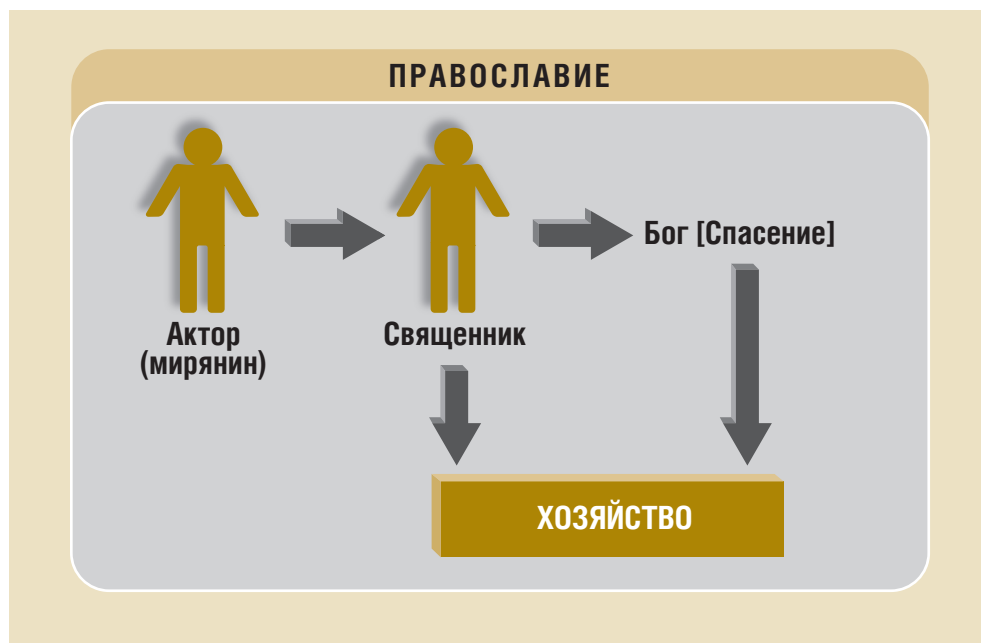 ПРАВОСЛАВИЕ
Бог [Спасение]
Актор
(мирянин)
Священник
ХОЗЯЙСТВО